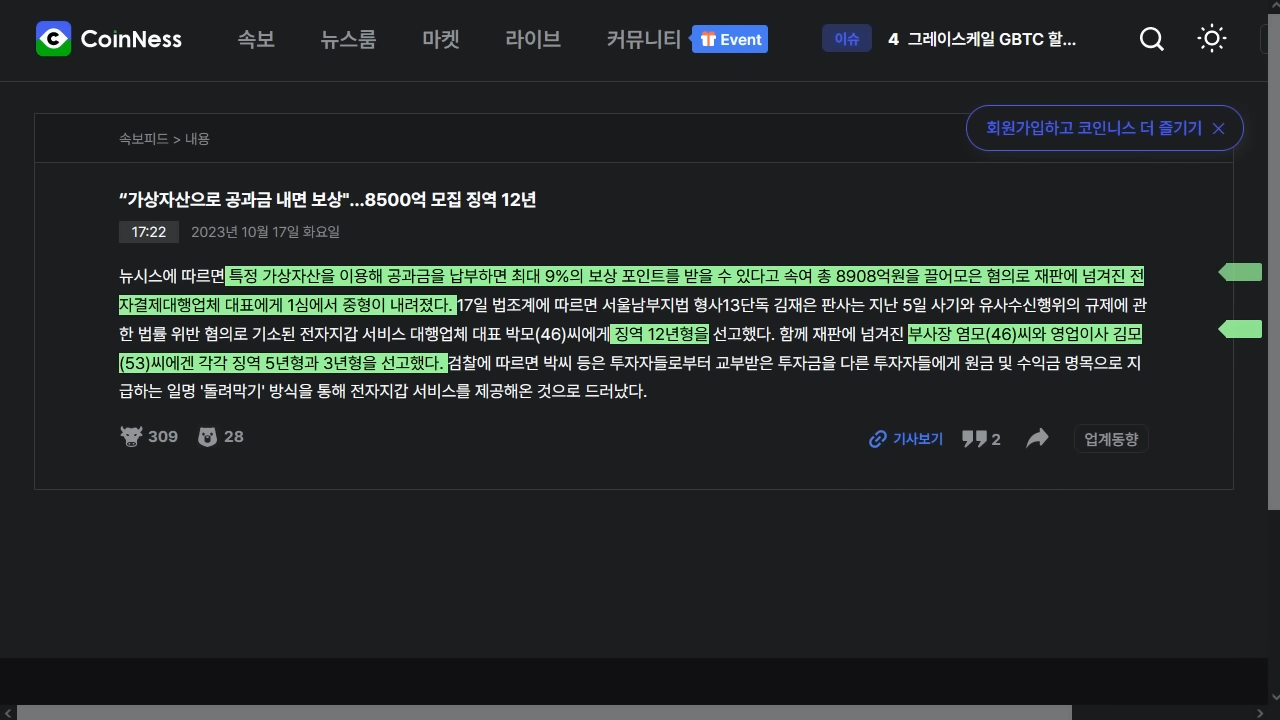 CoinNess 속보 뉴스룸 마켓 라이브 커뮤니티 Event 이슈 4 그레이스케일 GBTC 할...
회원가입하고 코인니스 더 즐기기
속보피드 > 내용
“가상자산으로 공과금 내면 보상"...8500억 모집 징역 12년
17:22 2023년 10월 17일 화요일
뉴시스에 따르면 특정 가상자산을 이용해 공과금을 납부하면 최대 9%의 보상 포인트를 받을 수 있다고 속여 총 8908억원을 끌어모은 혐의로 재판에 넘겨진 전
자결제대행업체 대표에게 1심에서 중형이 내려졌다. 17일 법조계에 따르면 서울남부지법 형사13단독 김재은 판사는 지난 5일 사기와 유사수신행위의 규제에 관
한 법률 위반 혐의로 기소된 전자지갑 서비스 대행업체 대표 박모(46)씨에게 징역 12년형을 선고했다. 함께 재판에 넘겨진 부사장 염모(46)씨와 영업이사 김모
(53)씨에겐 각각 징역 5년형과 3년형을 선고했다. 검찰에 따르면 박씨 등은 투자자들로부터 교부받은 투자금을 다른 투자자들에게 원금 및 수익금 명목으로 지
급하는 일명 '돌려막기' 방식을 통해 전자지갑 서비스를 제공해온 것으로 드러났다.
309 28 기사보기 2 업계동향